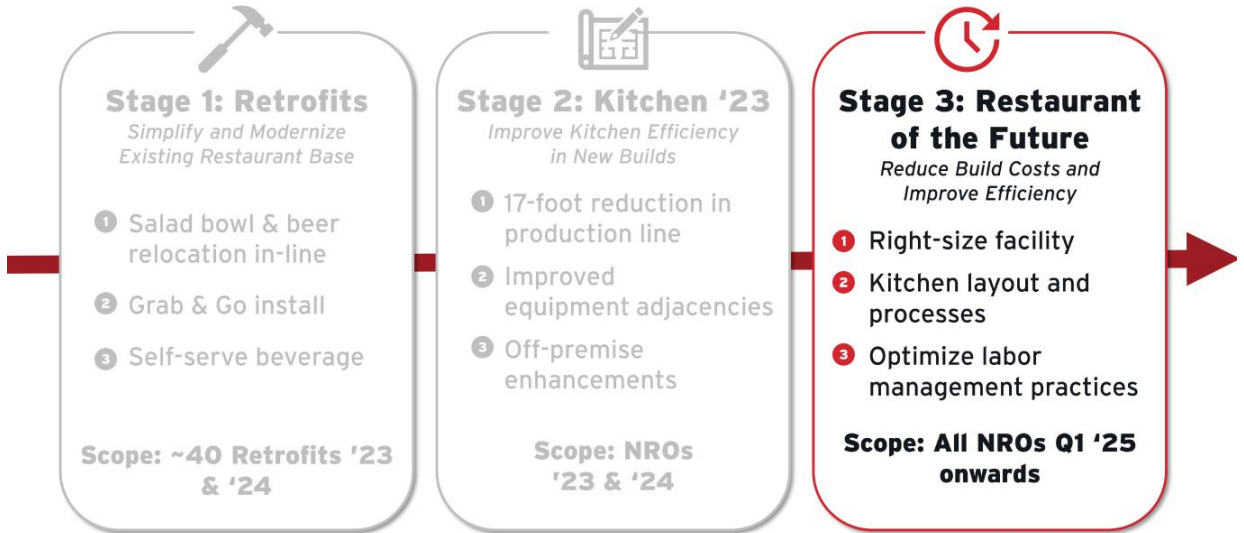 Stage 1: Retrofits
Simplify and Modernize
Existing Restaurant Base
1 Salad bowl & beer
relocation in-line
2 Grab & Go install
3 Self-serve beverage
Scope: ~40 Retrofits '23
& '24
Stage 2: Kitchen '23
Improve Kitchen Efficiency
in New Builds
1 17-foot reduction in
production line
2 Improved
equipment adjacencies
3 Off-premise
enhancements
Scope: NROs
'23 & '24
Stage 3: Restaurant
of the Future
Reduce Build Costs and
Improve Efficiency
1 Right-size facility
2 Kitchen layout and
processes
3 Optimize labor
management practices
Scope: All NROs Q1 '25
onwards